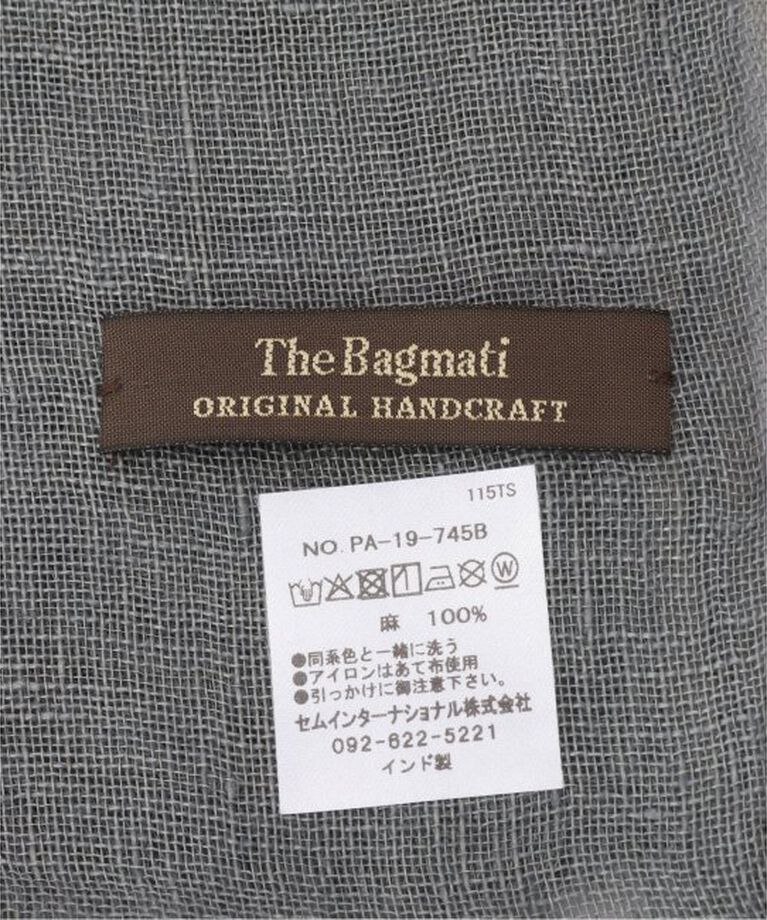 The Bagmati
ORIGINAL HANDCRAFT
115TS
NO. PA-19-745B
W
麻 100%
●同系色と一緒に洗う
●アイロンはあて布使用
●引っかけに御注意下さい。
セムインターナショナル株式会社
092-622-5221
インド製